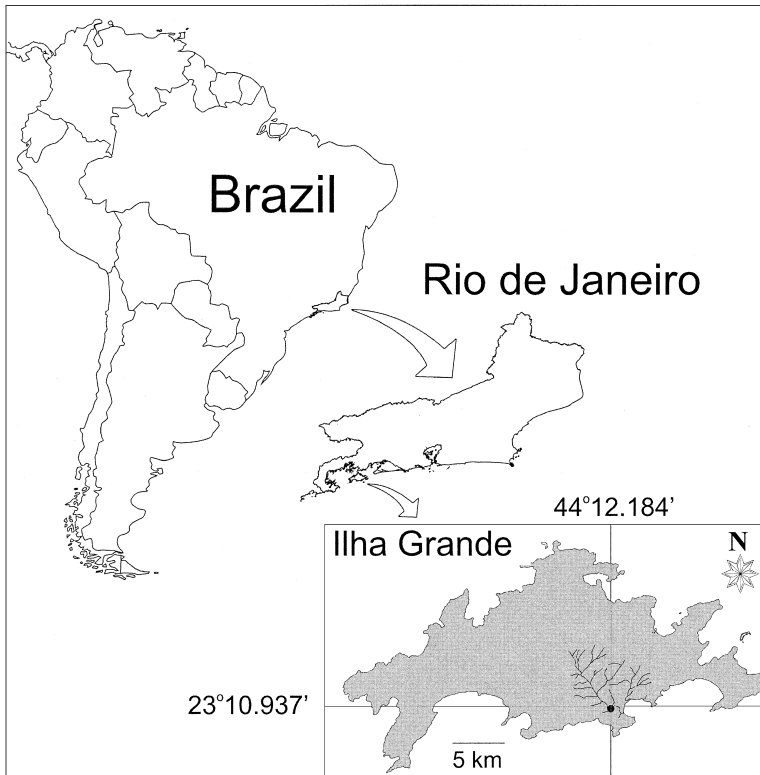 Brazil
Rio de Janeiro
44°12.184’
Ilha Grande
N
23°10.937’
5 km